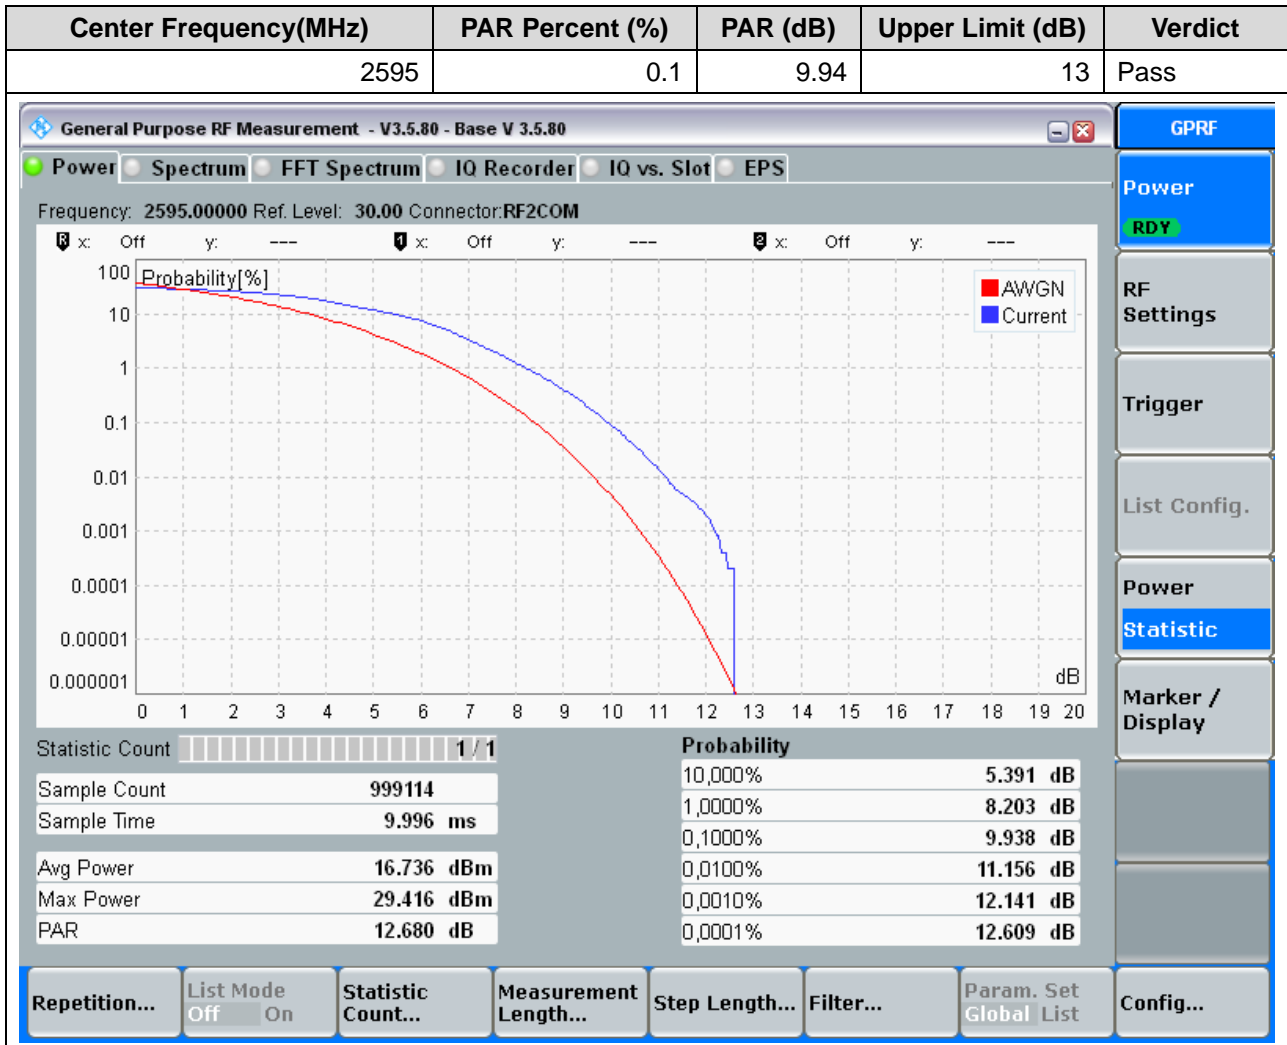 Center Frequency(MHz) PAR Percent (%) PAR (dB) Upper Limit (dB) Verdict
2595 0.1 9.94 13 Pass
General Purpose RF Measurement - V3.5.80 - Base V 3.5.80
GPRF
Power Spectrum FFT Spectrum IQ Recorder IQ vs. Slot EPS
Power
RDY
Frequency: 2595.00000 Ref. Level: 30.00 Connector:RF2COM
R x: Off y: --- 1 x: Off y: --- 2 x: Off y: ---
Probability[%]
AWGN
Current
100
10
1
0.1
0.01
0.001
0.0001
0.00001
0.000001
dB
0 1 2 3 4 5 6 7 8 9 10 11 12 13 14 15 16 17 18 19 20
RF
Settings
Trigger
List Config.
Power
Statistic
Marker /
Display
Statistic Count 1 / 1
Sample Count 999114
Sample Time 9.996 ms
Avg Power 16.736 dBm
Max Power 29.416 dBm
PAR 12.680 dB
Probability
10,000% 5.391 dB
1,0000% 8.203 dB
0,1000% 9.938 dB
0,0100% 11.156 dB
0,0010% 12.141 dB
0,0001% 12.609 dB
Repetition...
List Mode
Off On
Statistic
Count...
Measurement
Length...
Step Length...
Filter...
Param. Set
Global List
Config...